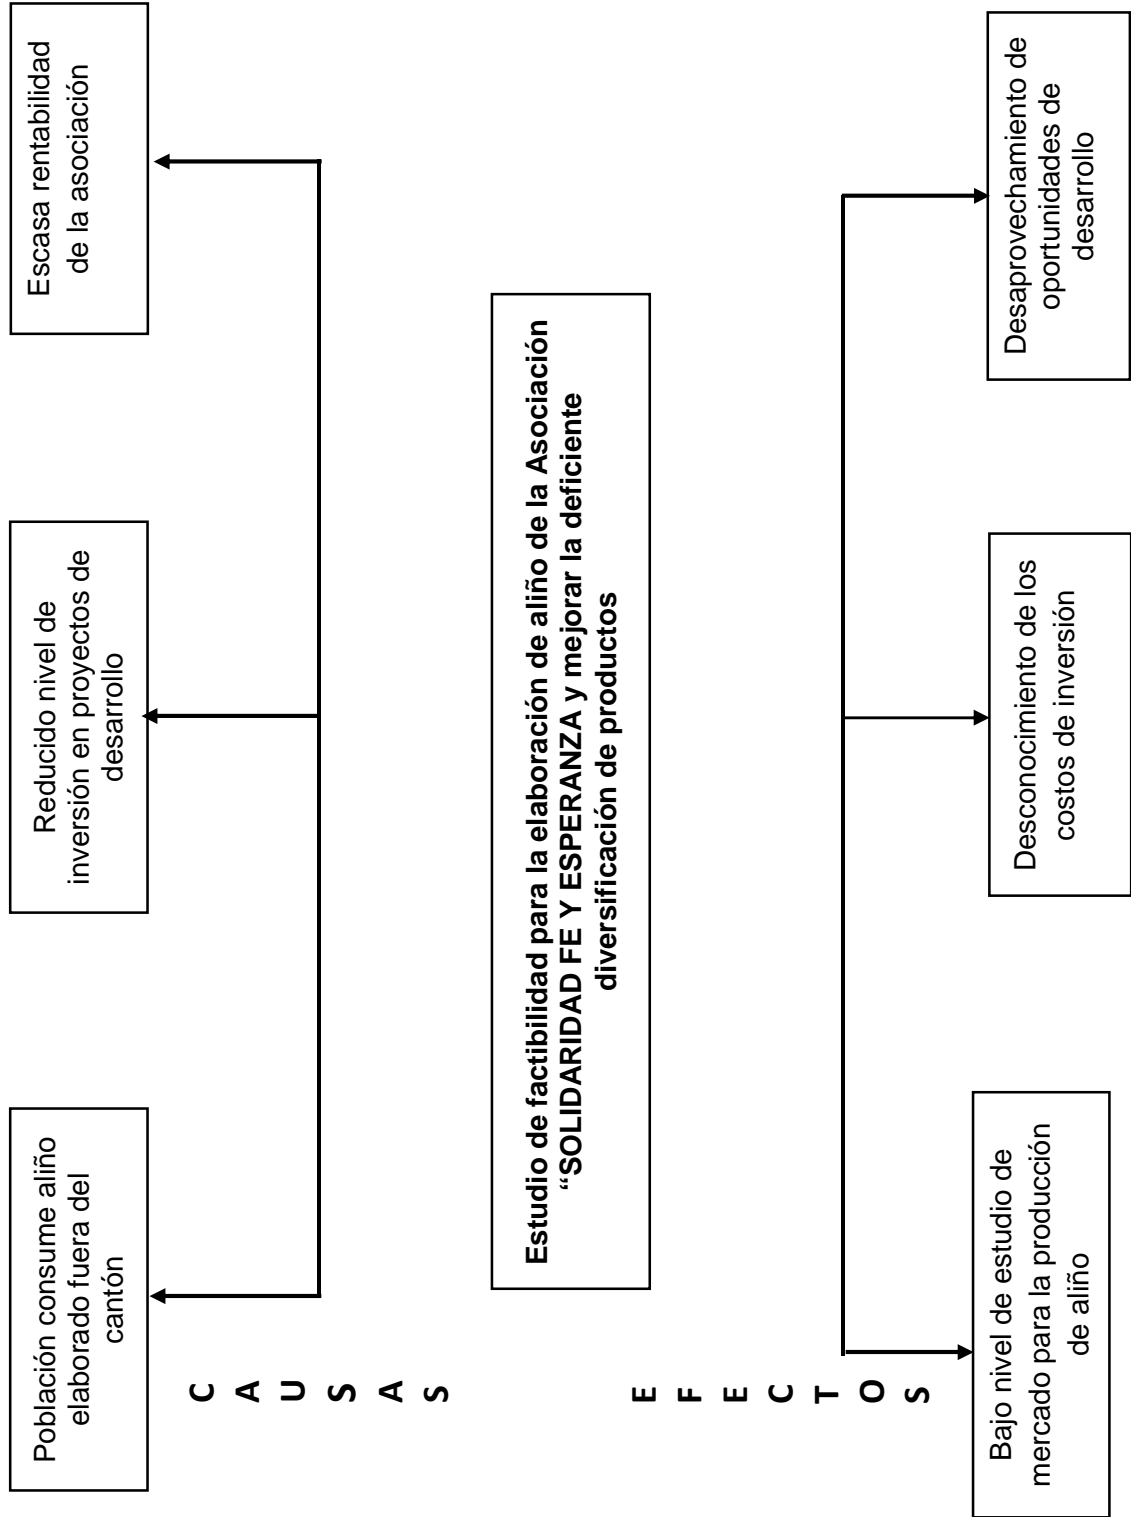 Población consume aliño
elaborado fuera del
cantón
Reducido nivel de
inversión en proyectos de
desarrollo
Escasa rentabilidad
de la asociación
C
A
U
S
A
S
Estudio de factibilidad para la elaboración de aliño de la Asociación
“SOLIDARIDAD FE Y ESPERANZA y mejorar la deficiente
diversificación de productos
E
F
E
C
T
O
S
Bajo nivel de estudio de
mercado para la producción
de aliño
Desconocimiento de los
costos de inversión
Desaprovechamiento de
oportunidades de
desarrollo